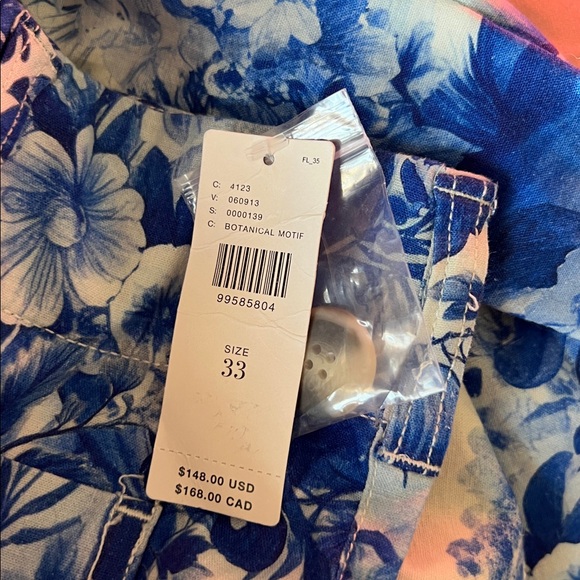 FL_35
C: 4123
V: 060913
S: 0000139
C: BOTANICAL MOTIF
99585804
SIZE
33
$148.00 USD
$168.00 CAD